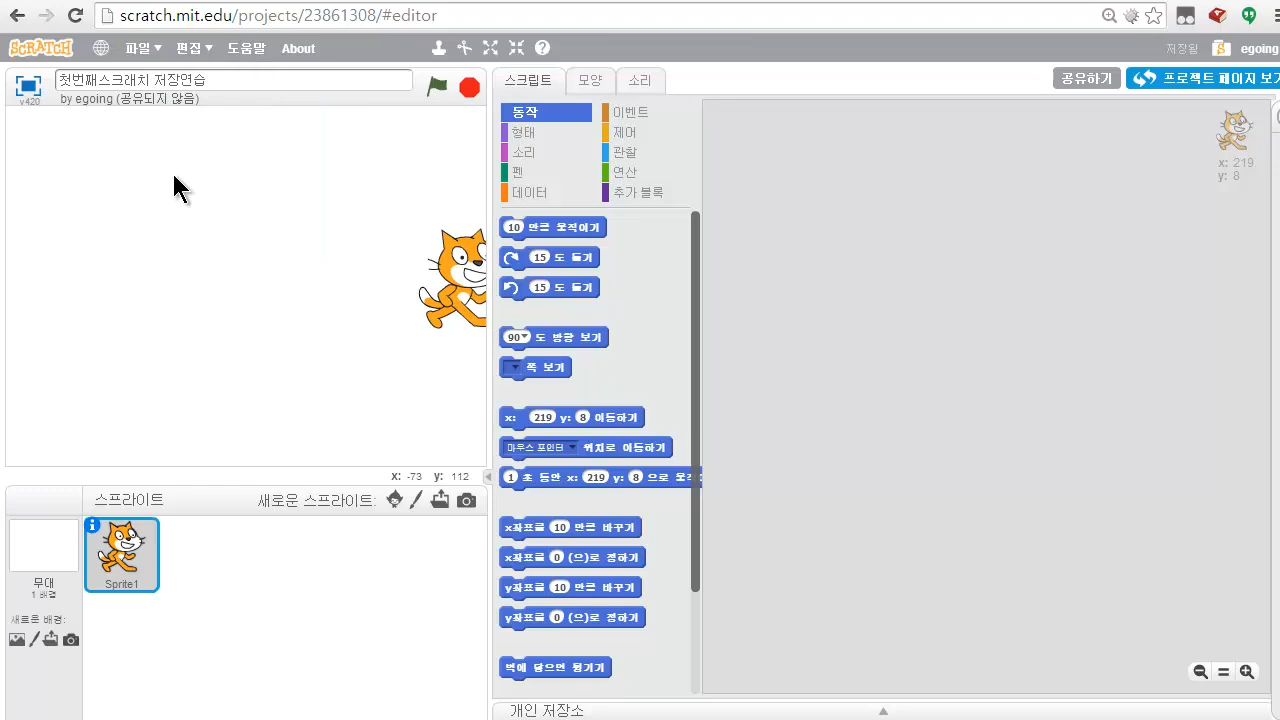 scratch.mit.edu/projects/23861308/#editor
SCRATCH 파일 편집 도움말 About 저장됨 egoing
첫번째스크래치 저장연습
by egoing (공유되지 않음)
v420
스크립트 모양 소리 공유하기 프로젝트 페이지 보기
동작 이벤트
형태 제어
소리 관찰
펜 연산
데이터 추가 블록
x: 219
y: 8
10 만큼 움직이기
15 도 돌기
15 도 돌기
90 도 방향 보기
쪽 보기
x: 219 y: 8 이동하기
마우스 포인터 위치로 이동하기
1 초 동안 x: 219 y: 8 으로 움직
x좌표를 10 만큼 바꾸기
x좌표를 0 (으)로 정하기
y좌표를 10 만큼 바꾸기
y좌표를 0 (으)로 정하기
벽에 닿으면 튕기기
x: -73 y: 112
스프라이트 새로운 스프라이트:
Sprite1
무대
1 배경
새로운 배경:
개인 저장소